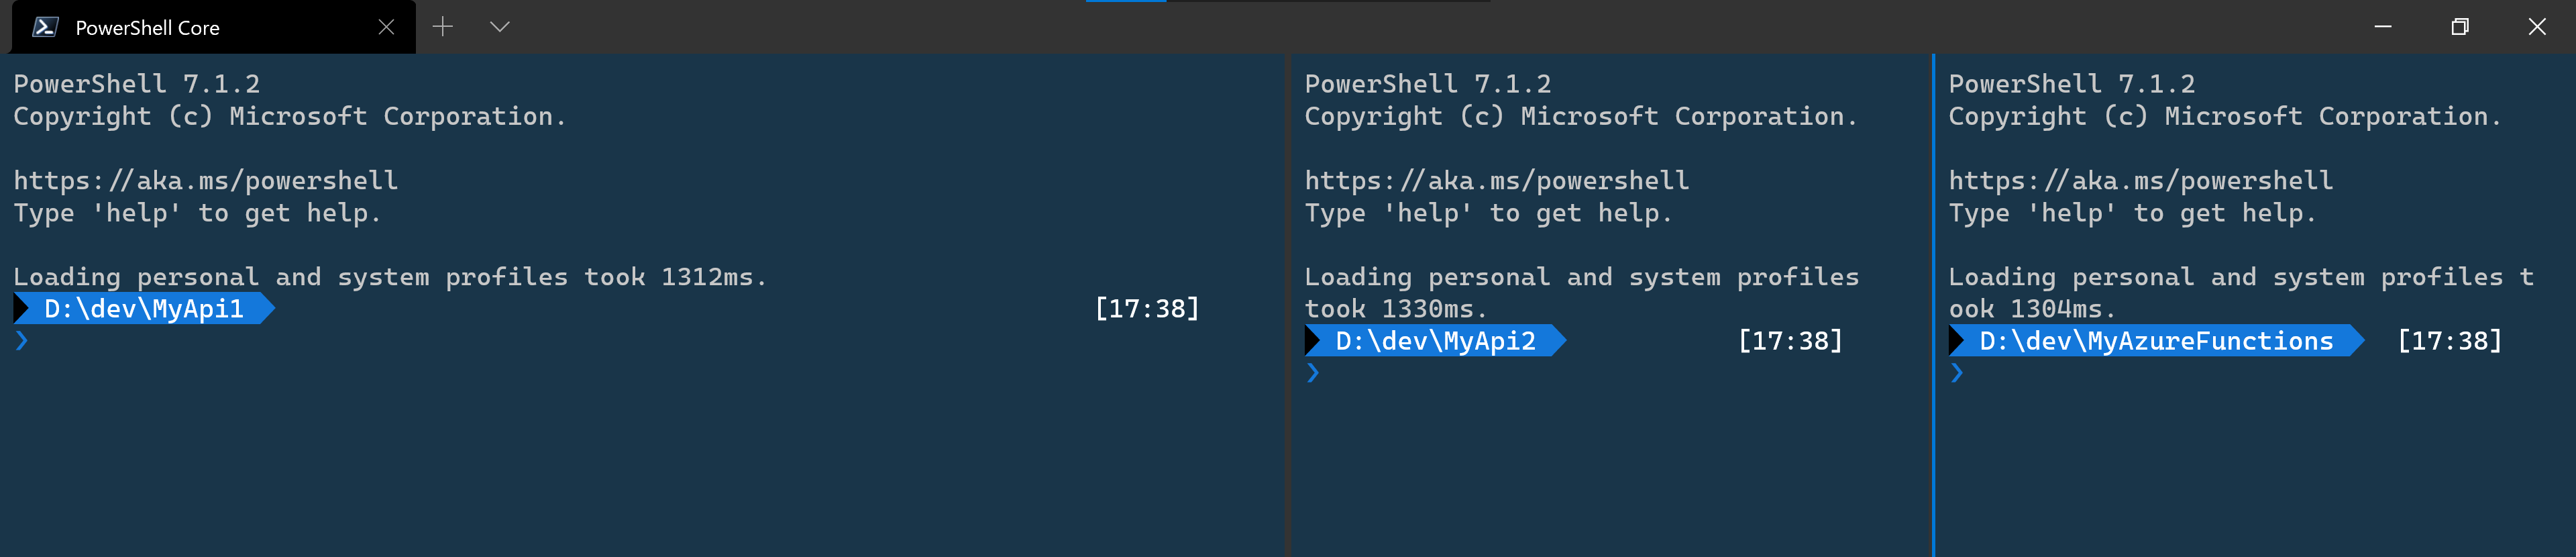 PowerShell Core
PowerShell 7.1.2
Copyright (c) Microsoft Corporation.
https://aka.ms/powershell
Type 'help' to get help.
Loading personal and system profiles took 1312ms.
D:\dev\MyApi1 [17:38]
❯
PowerShell 7.1.2
Copyright (c) Microsoft Corporation.
https://aka.ms/powershell
Type 'help' to get help.
Loading personal and system profiles
took 1330ms.
D:\dev\MyApi2 [17:38]
❯
PowerShell 7.1.2
Copyright (c) Microsoft Corporation.
https://aka.ms/powershell
Type 'help' to get help.
Loading personal and system profiles t
ook 1304ms.
D:\dev\MyAzureFunctions [17:38]
❯